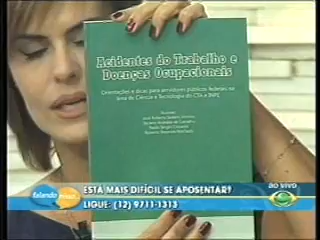 Acidentes do Trabalho e
Doenças Ocupacionais
Orientações e dicas para servidores públicos federais na
área de Ciência e Tecnologia do CTA e INPE
falando
AO VIVO
ESTÁ MAIS DIFÍCIL SE APOSENTAR?
LIGUE: (12) 9711-1313